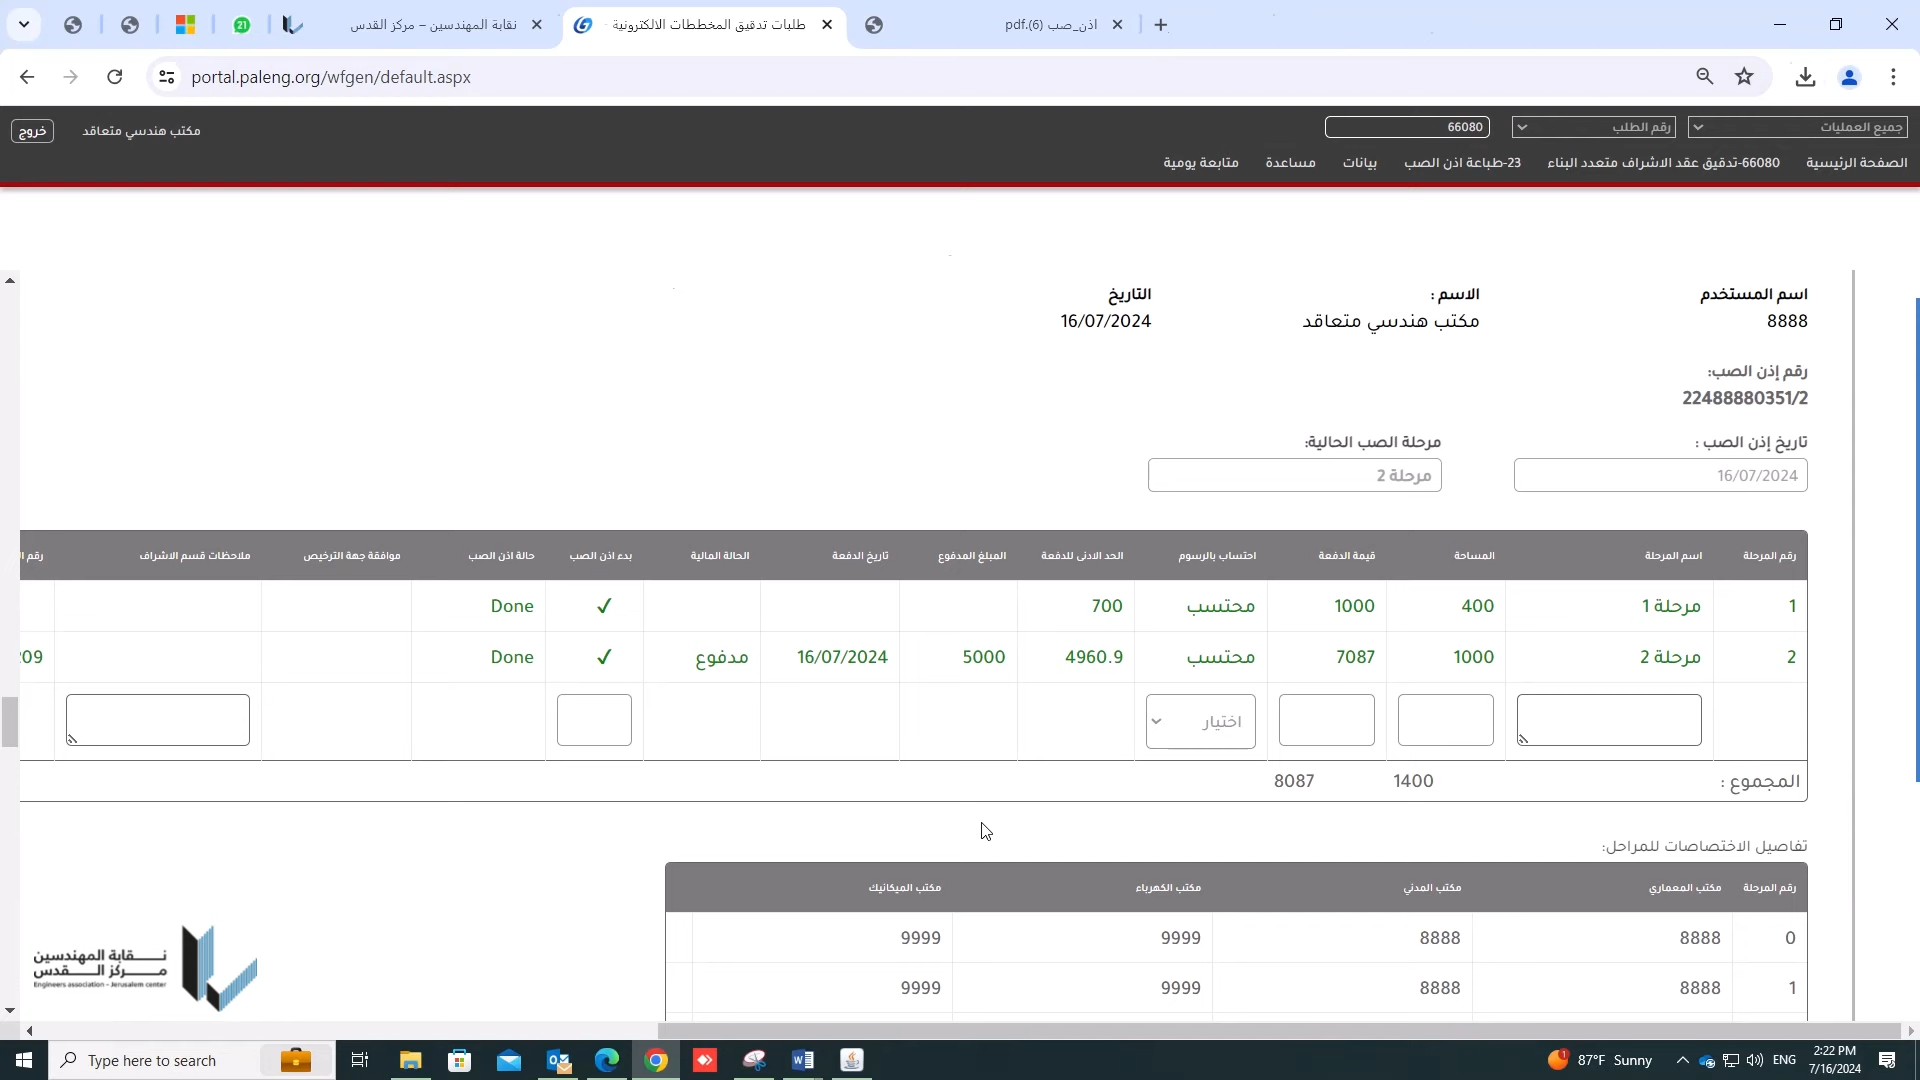 نقابة المهندسين – مركز القدس
طلبات تدقيق المخططات الالكترونية
اذن_صب (6).pdf
portal.paleng.org/wfgen/default.aspx
21
جميع العمليات
رقم الطلب
66080
مكتب هندسي متعاقد
خروج
الصفحة الرئيسية
66080-تدقيق عقد الاشراف متعدد البناء
23-طباعة اذن الصب
بيانات
مساعدة
متابعة يومية
اسم المستخدم
الاسم :
التاريخ
8888
مكتب هندسي متعاقد
16/07/2024
رقم إذن الصب:
22488880351/2
تاريخ إذن الصب :
مرحلة الصب الحالية:
16/07/2024
مرحلة 2
رقم المرحلة اسم المرحلة المساحة قيمة الدفعة احتساب بالرسوم الحد الادنى للدفعة المبلغ المدفوع تاريخ الدفعة الحالة المالية بدء اذن الصب حالة اذن الصب موافقة جهة الترخيص ملاحظات قسم الاشراف رقم
1 مرحلة 1 400 1000 محتسب 700 ✓ Done
2 مرحلة 2 1000 7087 محتسب 4960.9 5000 16/07/2024 مدفوع ✓ Done 09
اختيار
المجموع : 1400 8087
تفاصيل الاختصاصات للمراحل:
رقم المرحلة مكتب المعماري مكتب المدني مكتب الكهرباء مكتب الميكانيك
0 8888 8888 9999 9999
1 8888 8888 9999 9999
نقابة المهندسين
مركز القدس
Engineers association - Jerusalem center
Type here to search
1
87°F Sunny
ENG
2:22 PM
7/16/2024